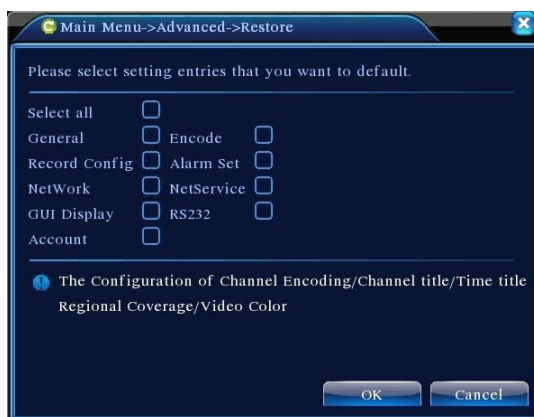 Main Menu->Advanced->Restore
Please select setting entries that you want to default.
Select all
General Encode
Record Config Alarm Set
NetWork NetService
GUI Display RS232
Account
The Configuration of Channel Encoding/Channel title/Time title
Regional Coverage/Video Color
OK Cancel